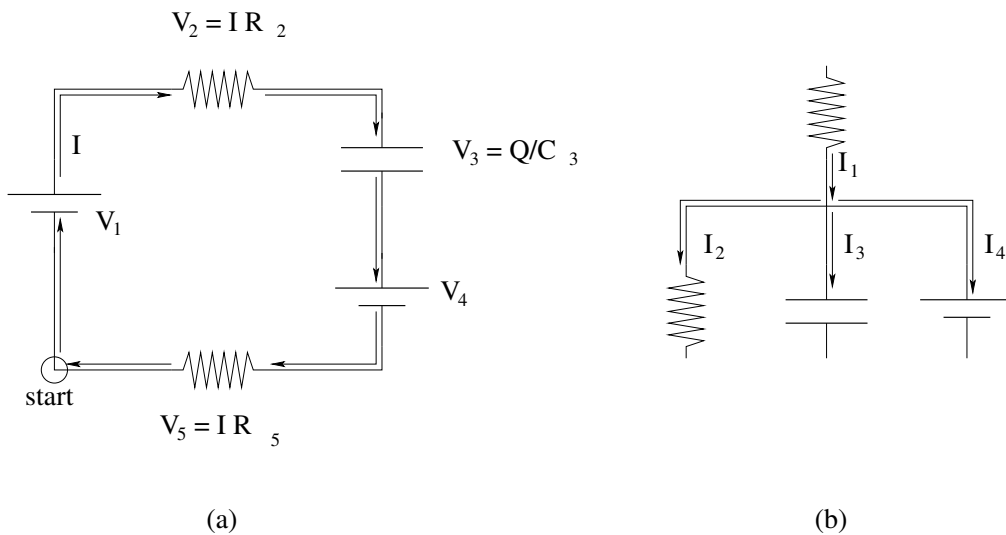 V₂ = I R ₂
I
V₃ = Q/C ₃
V₁
V₄
start
V₅ = I R ₅
(a)
I₁
I₂
I₃
I₄
(b)